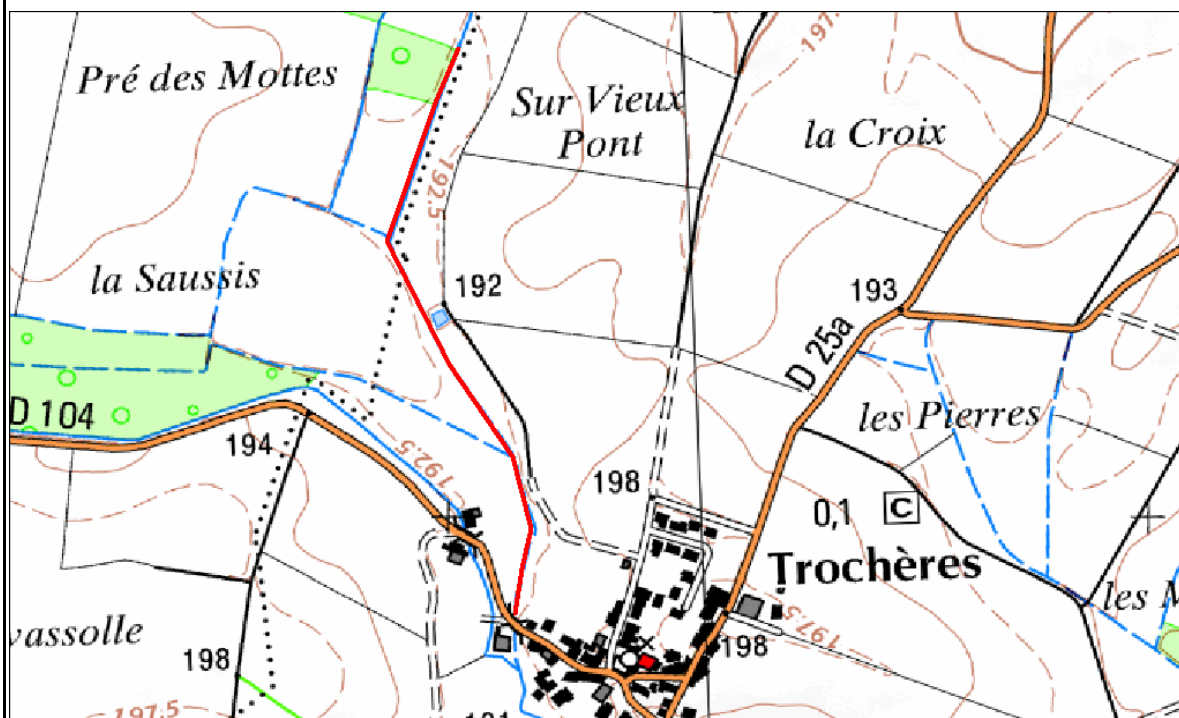 Pré des Mottes
Sur Vieux
Pont
la Croix
197.
192.5
la Saussis
192
193
D 25a
D 104
194
192.5
les Pierres
198
0,1
C
Trochères
les M
vassolle
198
198
197.5
197.5